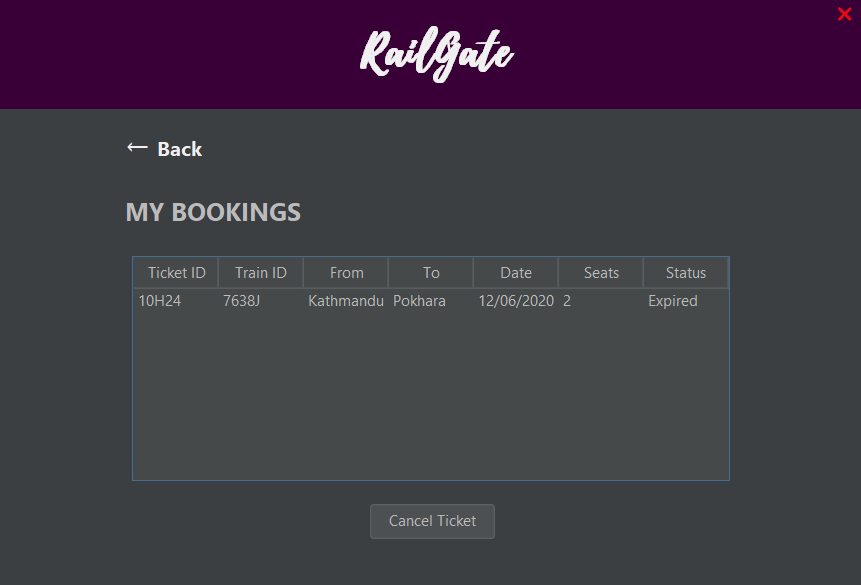 RailGate
← Back
MY BOOKINGS
Ticket ID Train ID From To Date Seats Status
10H24 7638J Kathmandu Pokhara 12/06/2020 2 Expired
Cancel Ticket